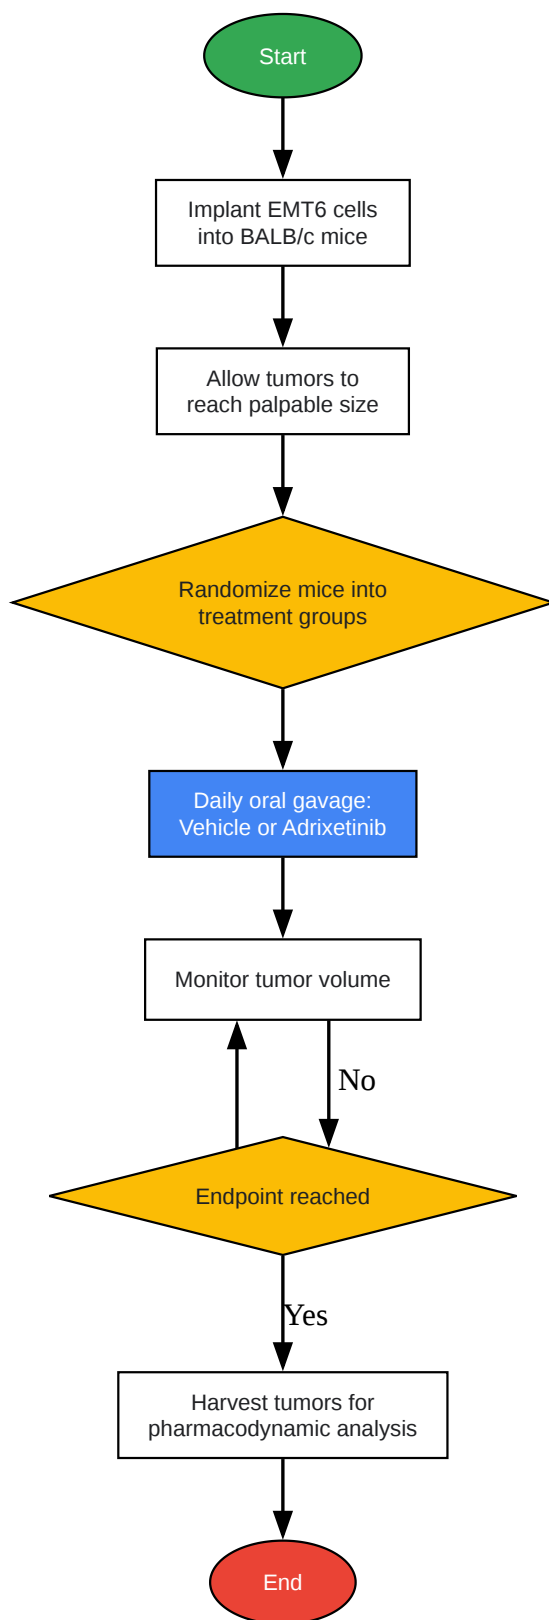 Start
Implant EMT6 cells
into BALB/c mice
Allow tumors to
reach palpable size
Randomize mice into
treatment groups
Daily oral gavage:
Vehicle or Adrixetinib
Monitor tumor volume
No
Endpoint reached
Yes
Harvest tumors for
pharmacodynamic analysis
End